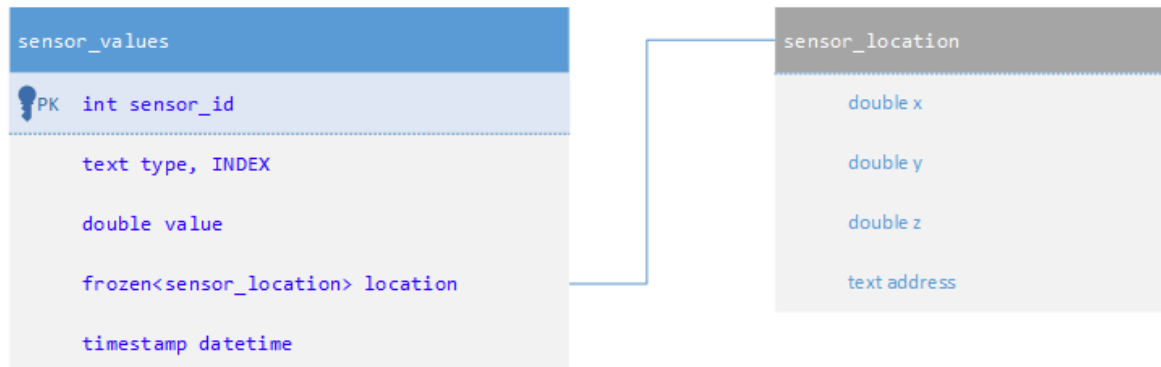 sensor_values
PK int sensor_id
text type, INDEX
double value
frozen<sensor_location> location
timestamp datetime
sensor_location
double x
double y
double z
text address